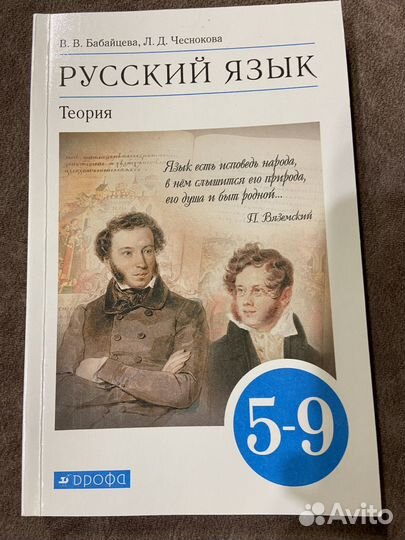 В. В. Бабайцева, Л. Д. Чеснокова
РУССКИЙ ЯЗЫК
Теория
Язык есть исповедь народа,
в нём слышится его природа,
его душа и быт родной...
П. Вяземский
5-9
дрофа
Avito